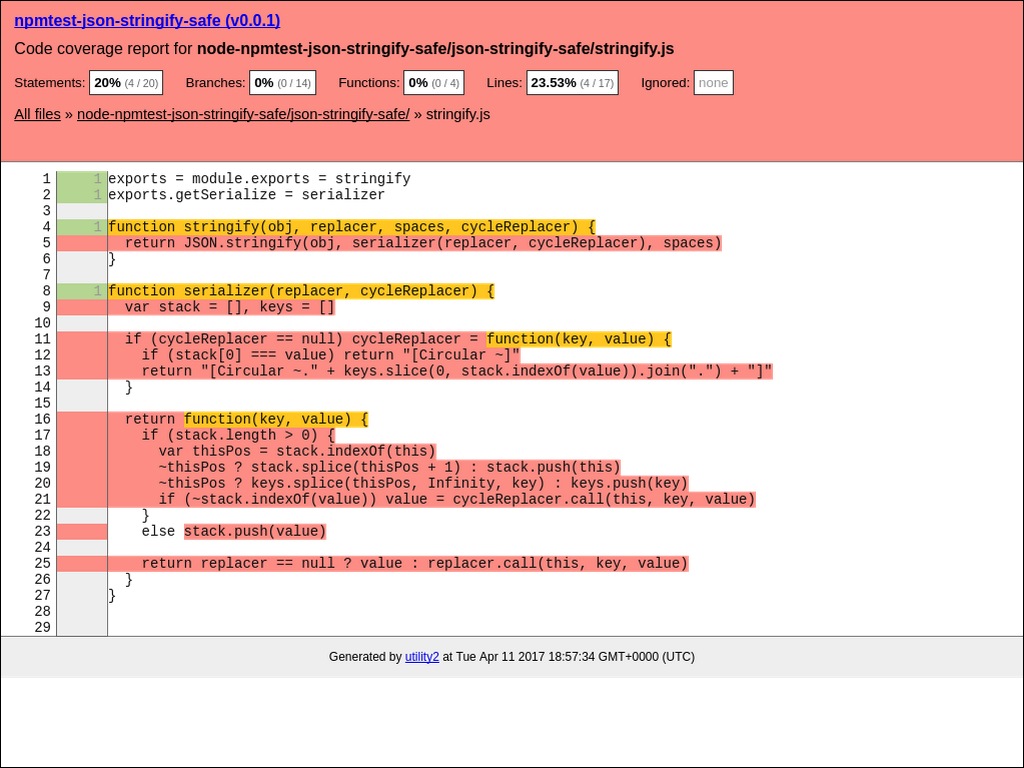 npmtest-json-stringify-safe (v0.0.1)
Code coverage report for node-npmtest-json-stringify-safe/json-stringify-safe/stringify.js
Statements: 20% (4 / 20) Branches: 0% (0 / 14) Functions: 0% (0 / 4) Lines: 23.53% (4 / 17) Ignored: none
All files » node-npmtest-json-stringify-safe/json-stringify-safe/ » stringify.js
1 1 exports = module.exports = stringify
2 1 exports.getSerialize = serializer
3
4 1 function stringify(obj, replacer, spaces, cycleReplacer) {
5   return JSON.stringify(obj, serializer(replacer, cycleReplacer), spaces)
6 }
7
8 1 function serializer(replacer, cycleReplacer) {
9   var stack = [], keys = []
10
11   if (cycleReplacer == null) cycleReplacer = function(key, value) {
12     if (stack[0] === value) return "[Circular ~]"
13     return "[Circular ~." + keys.slice(0, stack.indexOf(value)).join(".") + "]"
14   }
15
16   return function(key, value) {
17     if (stack.length > 0) {
18       var thisPos = stack.indexOf(this)
19       ~thisPos ? stack.splice(thisPos + 1) : stack.push(this)
20       ~thisPos ? keys.splice(thisPos, Infinity, key) : keys.push(key)
21       if (~stack.indexOf(value)) value = cycleReplacer.call(this, key, value)
22     }
23     else stack.push(value)
24
25     return replacer == null ? value : replacer.call(this, key, value)
26   }
27 }
28
29
Generated by utility2 at Tue Apr 11 2017 18:57:34 GMT+0000 (UTC)